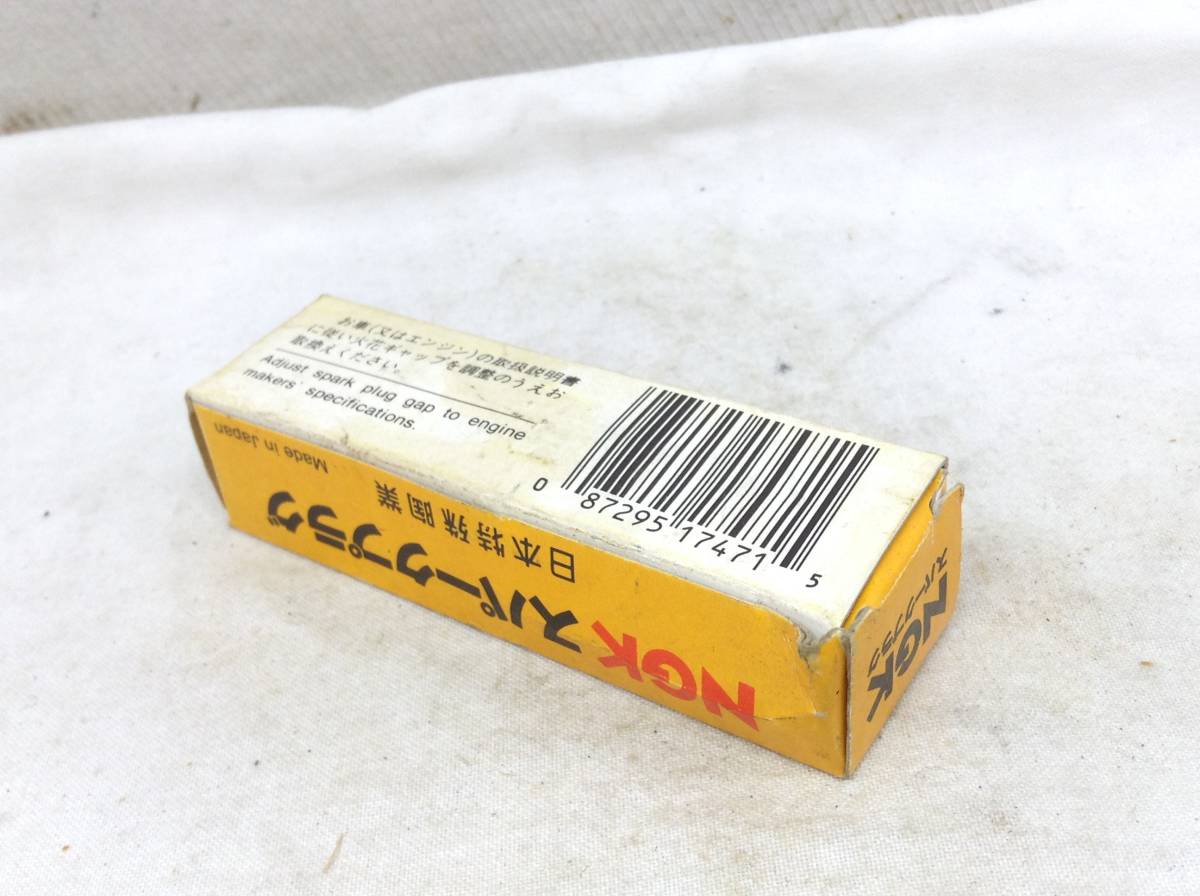 お車(又はエンジン)の取扱説明書
に従い火花ギャップを調整のうえお
取換えください。
Adjust spark plug gap to engine
makers' specifications.
0 87295 17471 5
Made in Japan
日本特殊陶業
NGK スパークプラグ
NGK
スパークプラグ